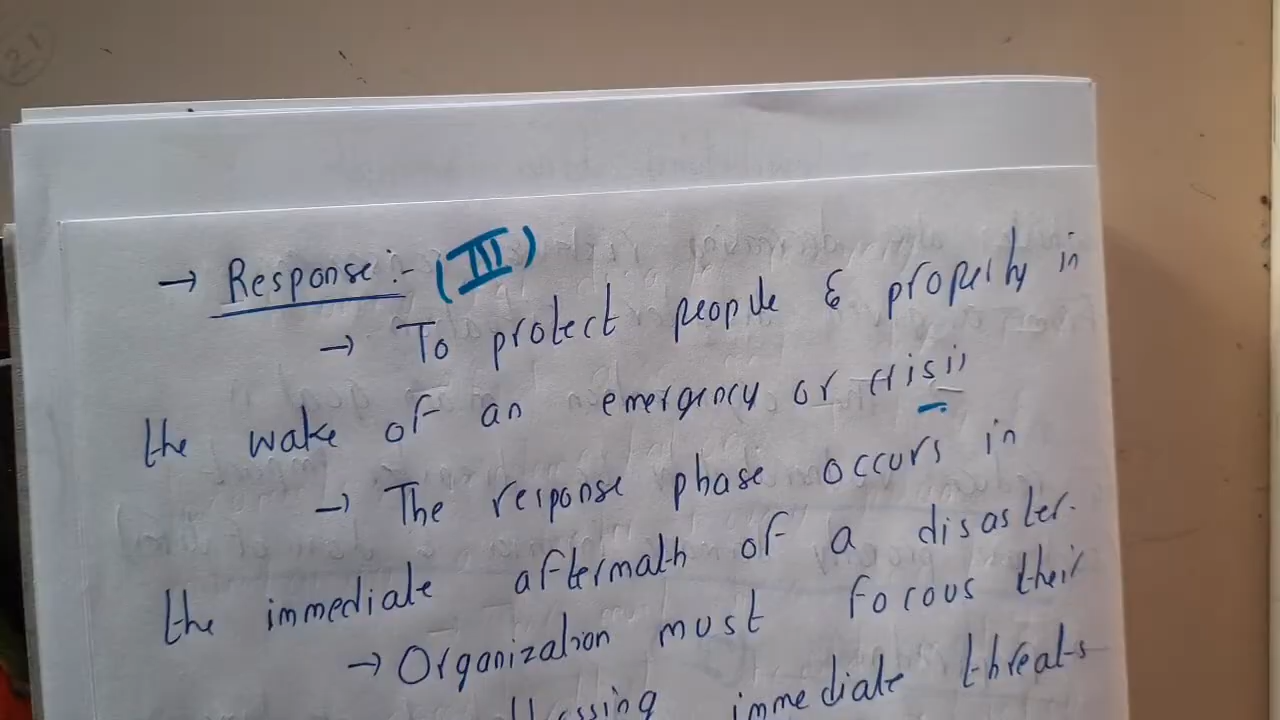 → Response :- (III)
→ To protect people & property in
the wake of an emergency or crisis
→ The response phase occurs in
the immediate aftermath of a disaster.
→ Organization must forcous their
immediate threats